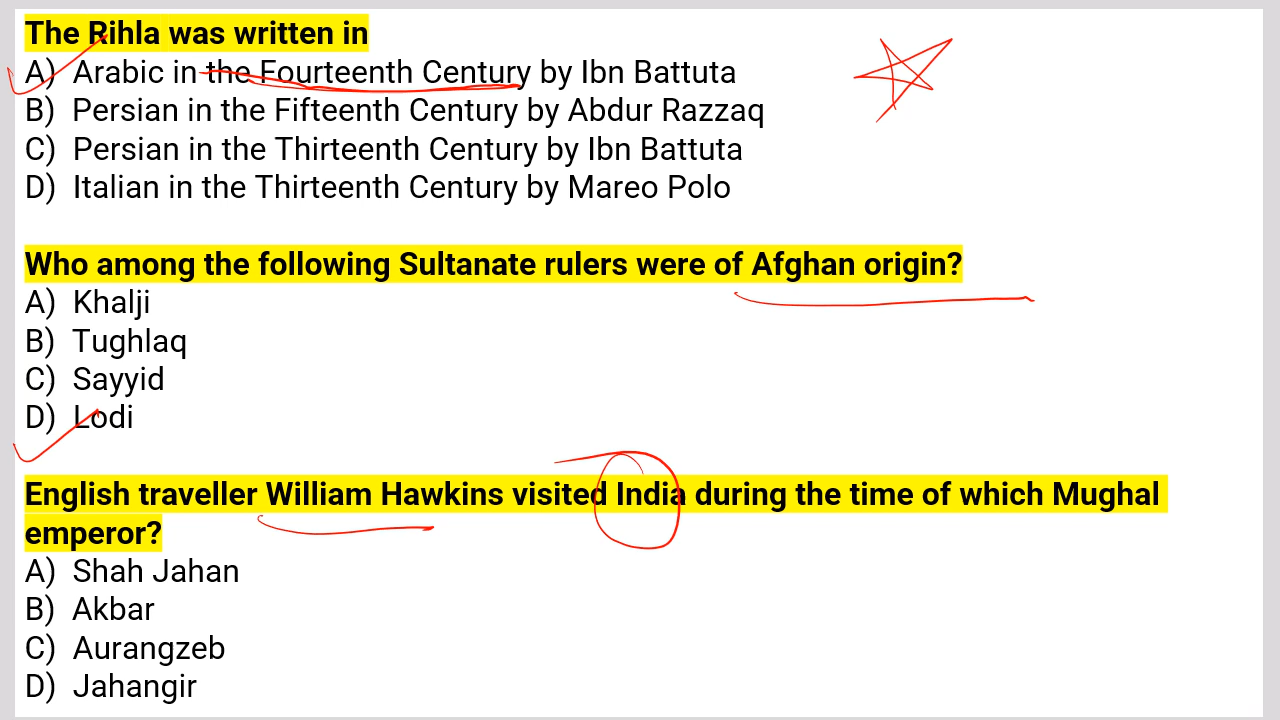 The Rihla was written in
A) Arabic in the Fourteenth Century by Ibn Battuta
B) Persian in the Fifteenth Century by Abdur Razzaq
C) Persian in the Thirteenth Century by Ibn Battuta
D) Italian in the Thirteenth Century by Mareo Polo
Who among the following Sultanate rulers were of Afghan origin?
A) Khalji
B) Tughlaq
C) Sayyid
D) Lodi
English traveller William Hawkins visited India during the time of which Mughal
emperor?
A) Shah Jahan
B) Akbar
C) Aurangzeb
D) Jahangir